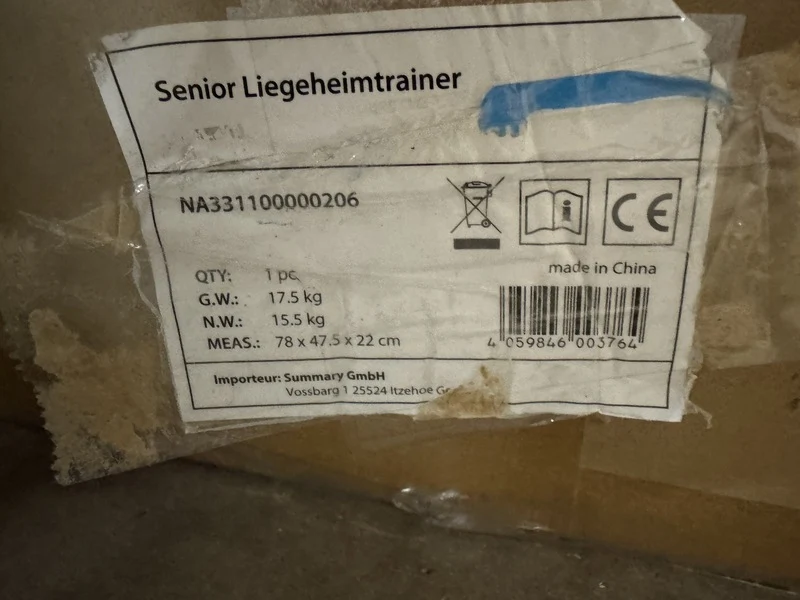 Senior Liegeheimtrainer
NA331100000206
CE
made in China
QTY: 1 pc
G.W.: 17.5 kg
N.W.: 15.5 kg
MEAS.: 78 x 47.5 x 22 cm
4 059846 003764
Importeur: Summary GmbH
Vossbarg 1 25524 Itzehoe